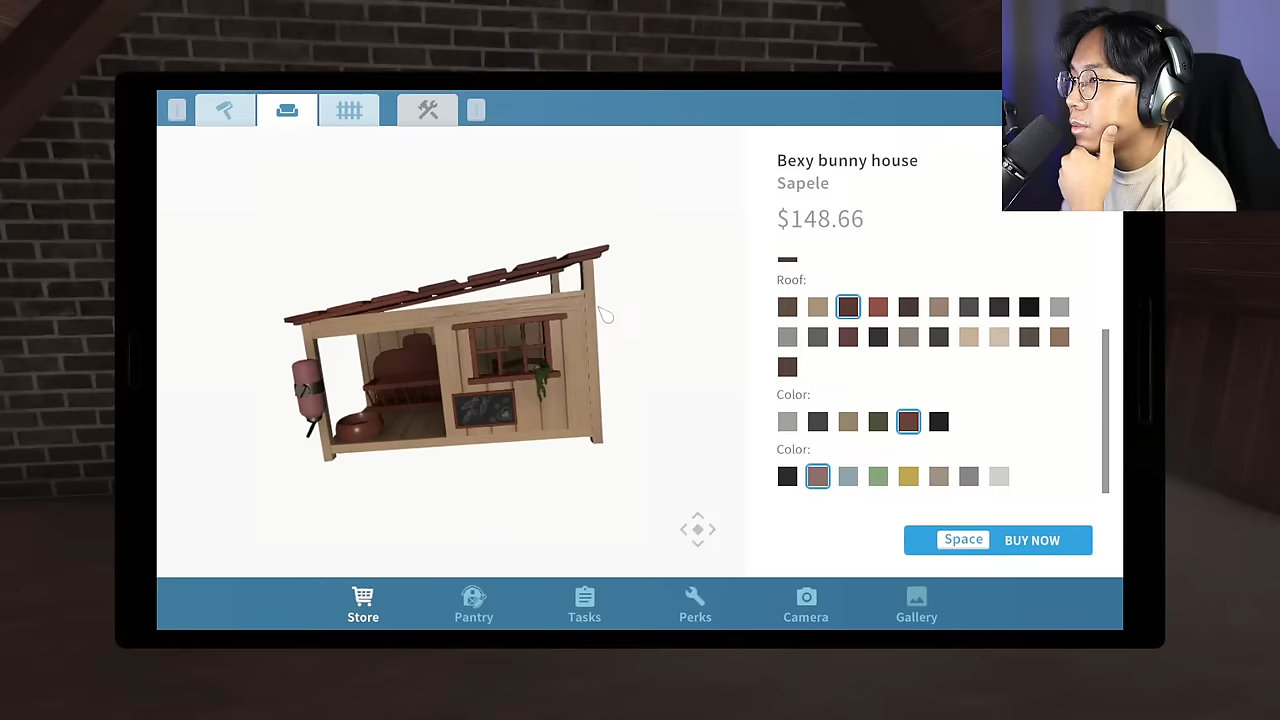 Bexy bunny house
Sapele
$148.66
Roof:
Color:
Color:
Space BUY NOW
Store
Pantry
Tasks
Perks
Camera
Gallery